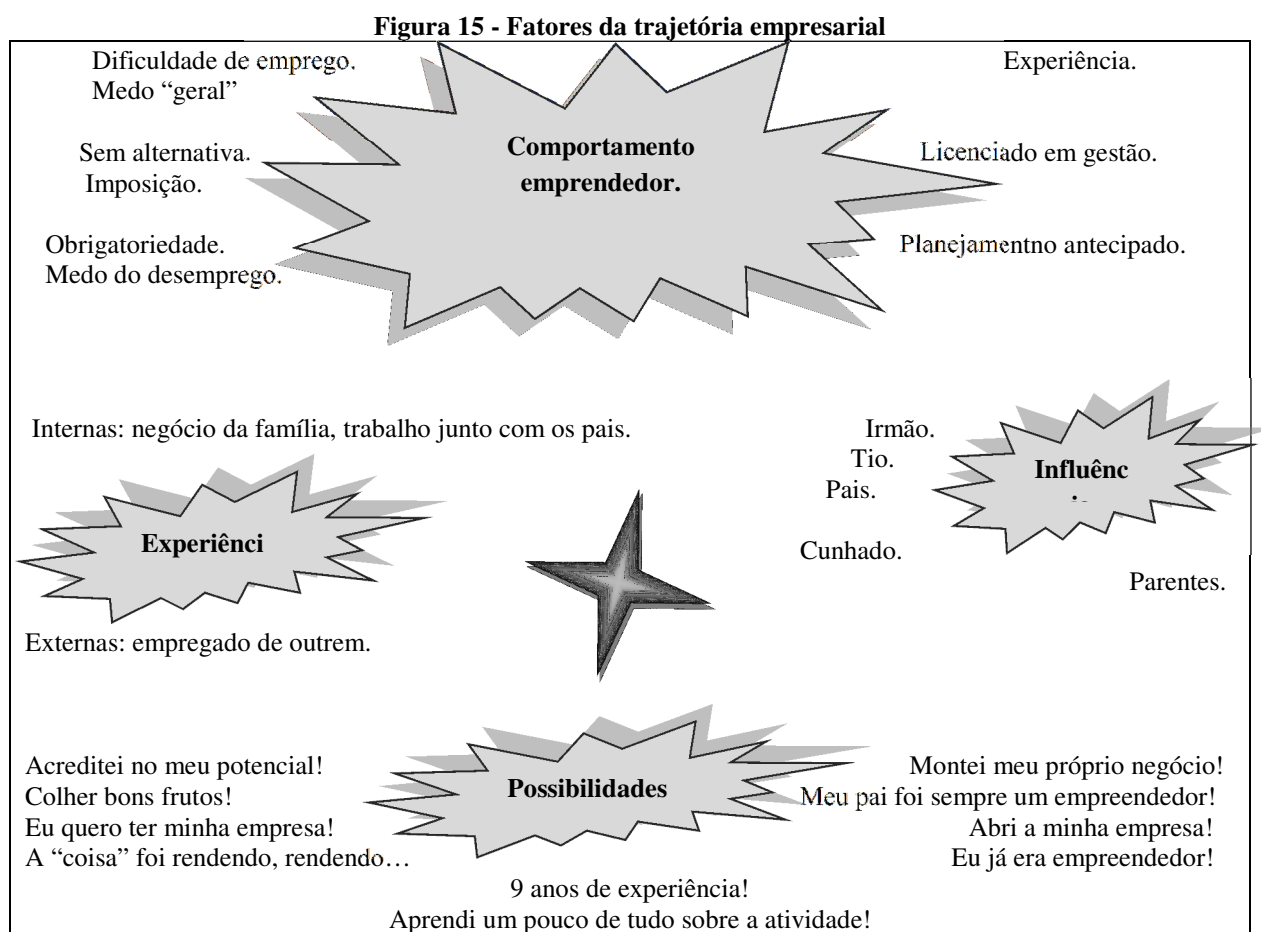 Figura 15 - Fatores da trajetória empresarial
Dificuldade de emprego.
Medo “geral”
Experiência.
Sem alternativa.
Imposição.
Comportamento
emprendedor.
Licenciado em gestão.
Obrigatoriedade.
Medo do desemprego.
Planejamentno antecipado.
Internas: negócio da família, trabalho junto com os pais.
Irmão.
Tio.
Pais.
Cunhado.
Parentes.
Influênc
Experiênci
Externas: empregado de outrem.
Acreditei no meu potencial!
Colher bons frutos!
Eu quero ter minha empresa!
A “coisa” foi rendendo, rendendo…
Possibilidades
Montei meu próprio negócio!
Meu pai foi sempre um empreendedor!
Abri a minha empresa!
Eu já era empreendedor!
9 anos de experiência!
Aprendi um pouco de tudo sobre a atividade!